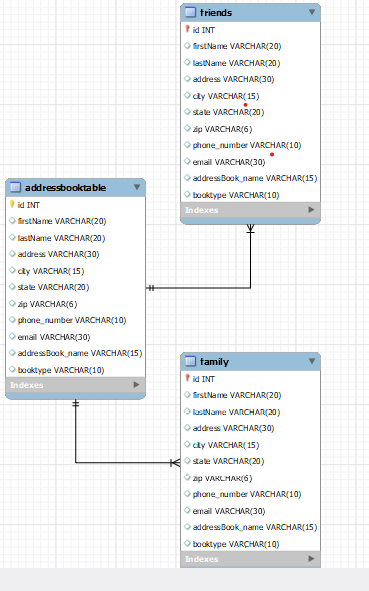 friends
id INT
firstName VARCHAR(20)
lastName VARCHAR(20)
address VARCHAR(30)
city VARCHAR(15)
state VARCHAR(20)
zip VARCHAR(6)
phone_number VARCHAR(10)
email VARCHAR(30)
addressBook_name VARCHAR(15)
booktype VARCHAR(10)
Indexes
addressbooktable
id INT
firstName VARCHAR(20)
lastName VARCHAR(20)
address VARCHAR(30)
city VARCHAR(15)
state VARCHAR(20)
zip VARCHAR(6)
phone_number VARCHAR(10)
email VARCHAR(30)
addressBook_name VARCHAR(15)
booktype VARCHAR(10)
Indexes
family
id INT
firstName VARCHAR(20)
lastName VARCHAR(20)
address VARCHAR(30)
city VARCHAR(15)
state VARCHAR(20)
zip VARCHAR(6)
phone_number VARCHAR(10)
email VARCHAR(30)
addressBook_name VARCHAR(15)
booktype VARCHAR(10)
Indexes